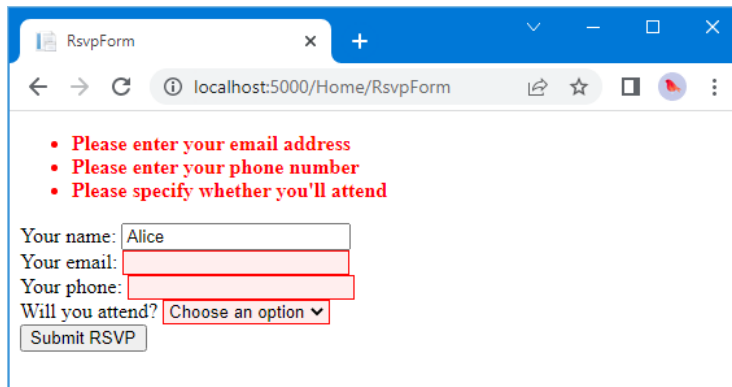 RsvpForm
localhost:5000/Home/RsvpForm
Please enter your email address
Please enter your phone number
Please specify whether you'll attend
Your name: Alice
Your email:
Your phone:
Will you attend? Choose an option
Submit RSVP